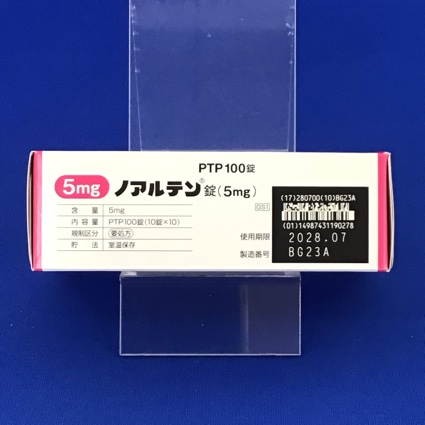 PTP100錠
5mg ノアルテン®錠(5mg)
GS1
(17)280700(10)BG23A
(01)14987431190278
含量 5mg
内容量 PTP100錠(10錠×10)
規制区分 要処方
貯法 室温保存
使用期限 2028.07
製造番号 BG23A